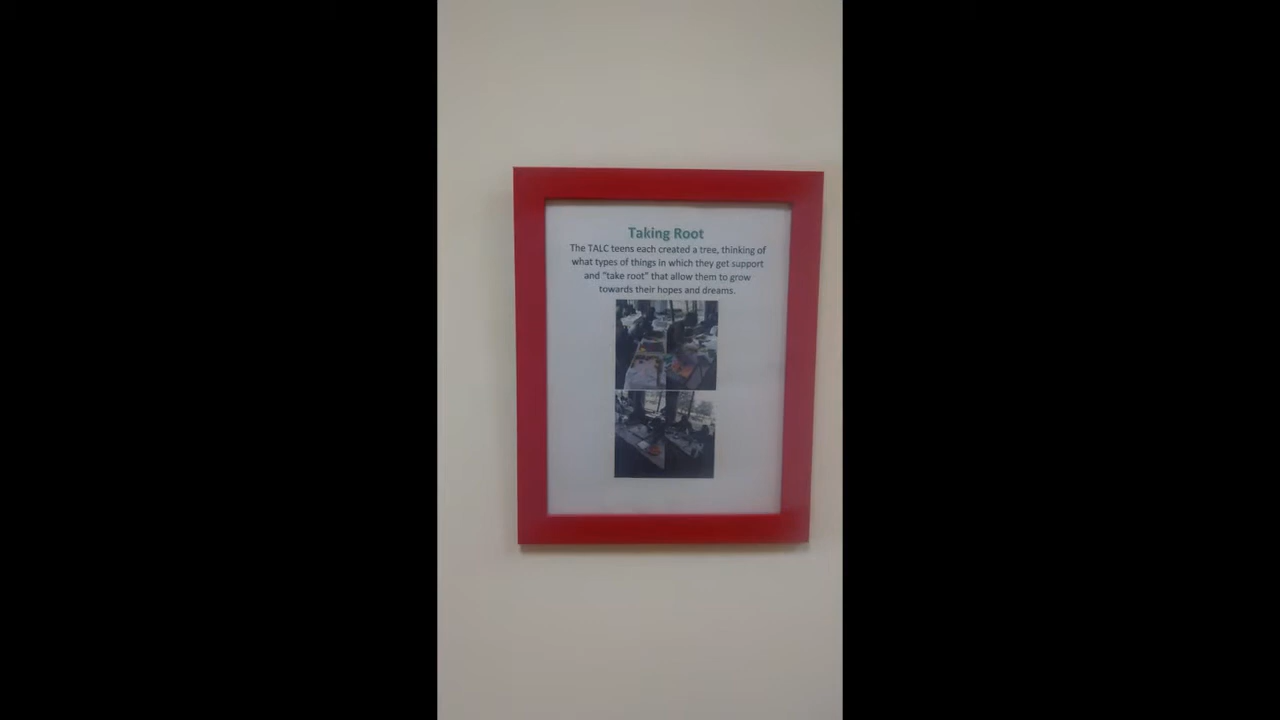 Taking Root
The TALC teens each created a tree, thinking of
what types of things in which they get support
and "take root" that allow them to grow
towards their hopes and dreams.